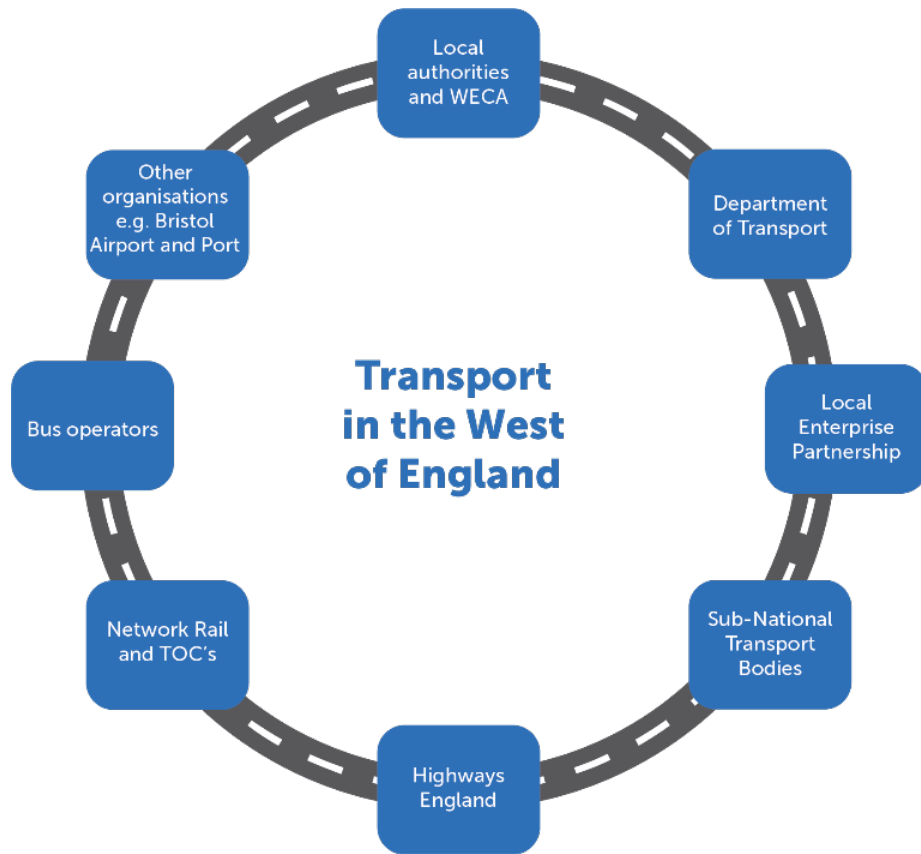 Local
authorities
and WECA
Department
of Transport
Local
Enterprise
Partnership
Sub-National
Transport
Bodies
Highways
England
Network Rail
and TOC's
Bus operators
Other
organisations
e.g. Bristol
Airport and Port
Transport
in the West
of England